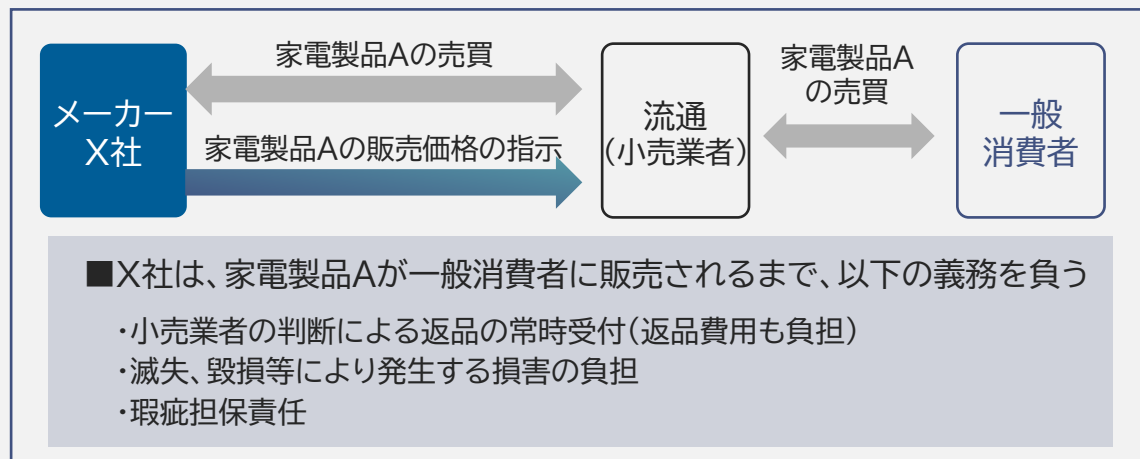 メーカー
X社
家電製品Aの売買
家電製品Aの販売価格の指示
流通
(小売業者)
家電製品A
の売買
一般
消費者
■X社は、家電製品Aが一般消費者に販売されるまで、以下の義務を負う
・小売業者の判断による返品の常時受付(返品費用も負担)
・滅失、毀損等により発生する損害の負担
・瑕疵担保責任